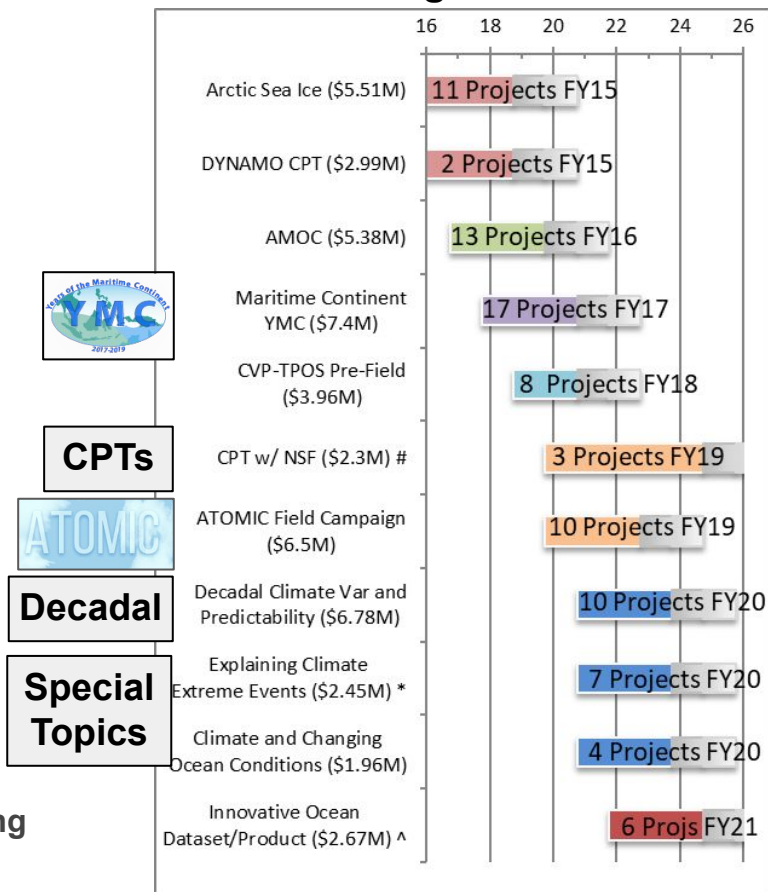 16 18 20 22 24 26
Arctic Sea Ice ($5.51M)
11 Projects FY15
DYNAMO CPT ($2.99M)
2 Projects FY15
AMOC ($5.38M)
13 Projects FY16
Years of the Maritime Continent
YMC
2017-2019
Maritime Continent
YMC ($7.4M)
17 Projects FY17
CVP-TPOS Pre-Field
($3.96M)
8 Projects FY18
CPTs
CPT w/ NSF ($2.3M) #
3 Projects FY19
ATOMIC
ATOMIC Field Campaign
($6.5M)
10 Projects FY19
Decadal
Decadal Climate Var and
Predictability ($6.78M)
10 Projects FY20
Special
Topics
Explaining Climate
Extreme Events ($2.45M) *
7 Projects FY20
Climate and Changing
Ocean Conditions ($1.96M)
4 Projects FY20
ng
Innovative Ocean
Dataset/Product ($2.67M) ^
6 Projs FY21